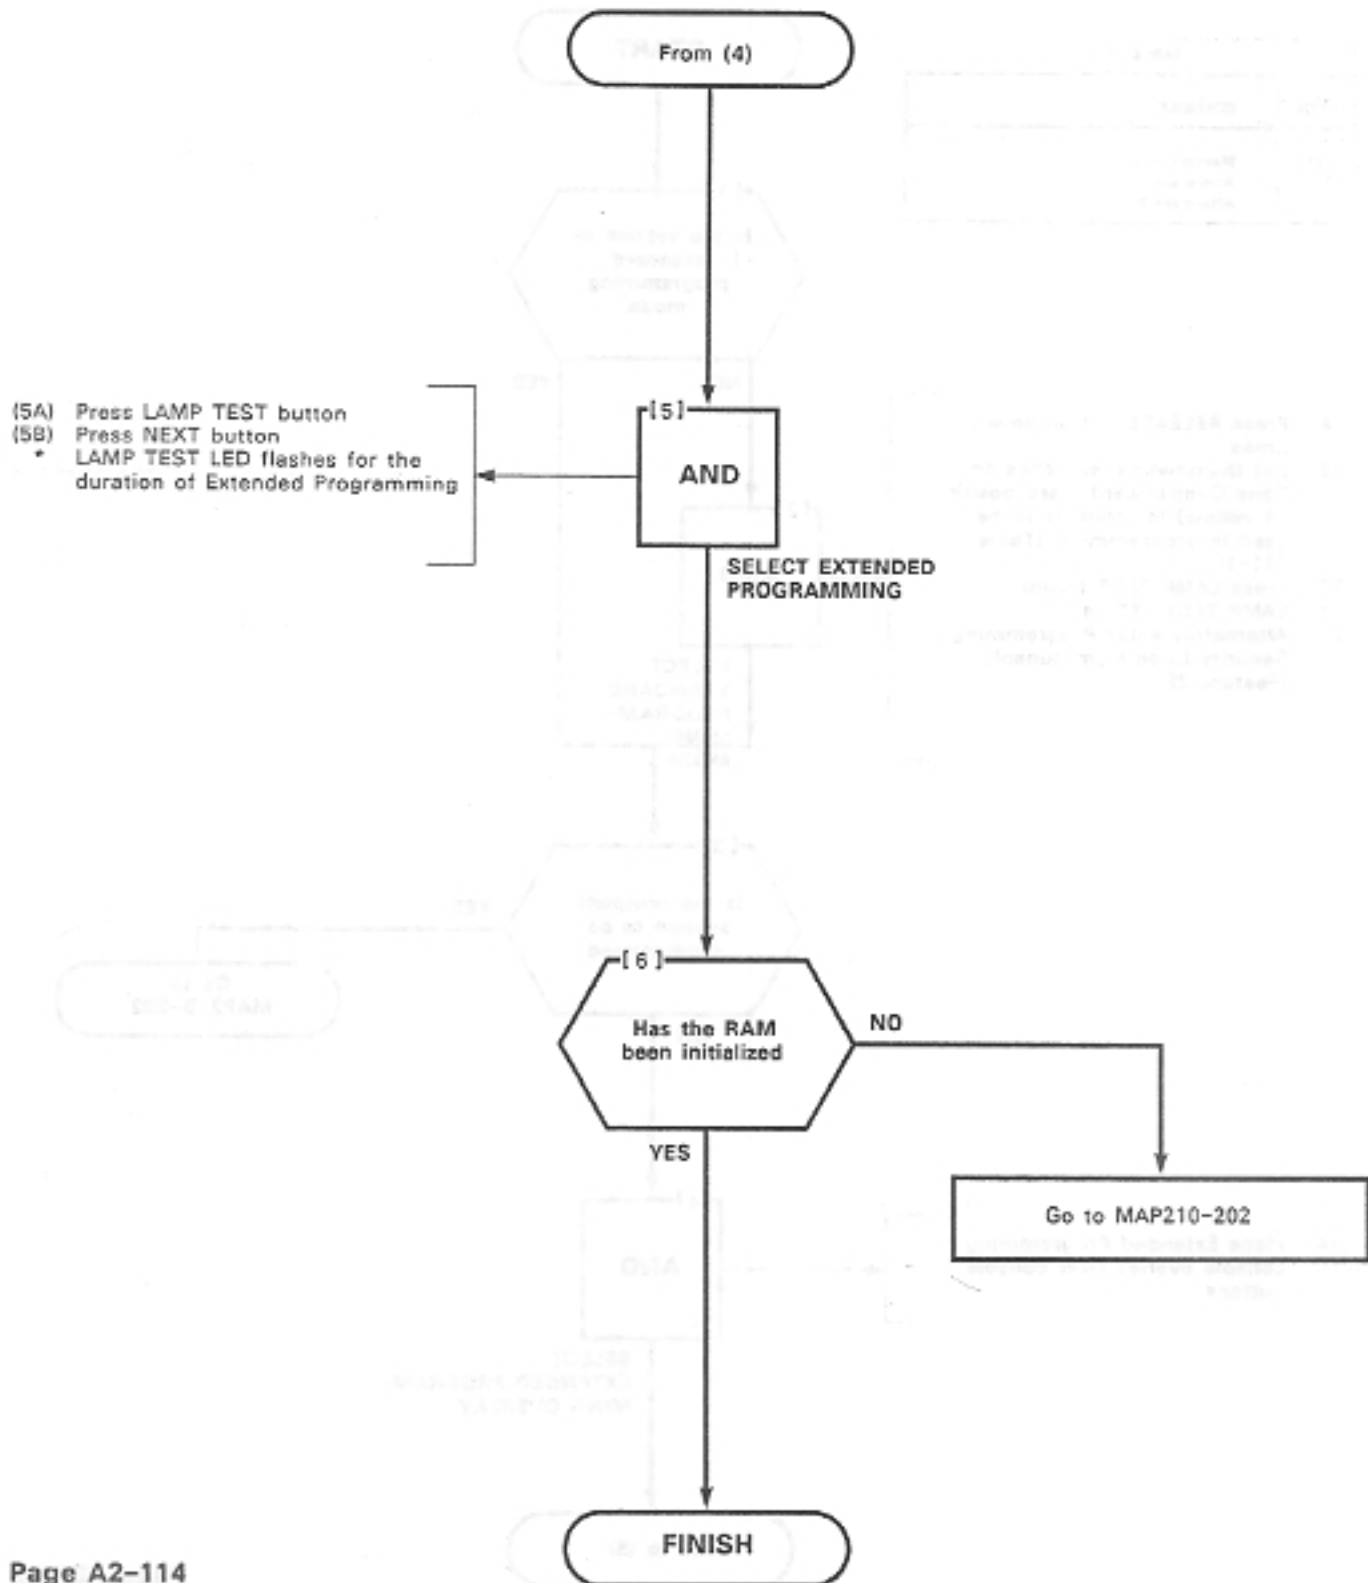 From (4)
(5A) Press LAMP TEST button
(5B) Press NEXT button
* LAMP TEST LED flashes for the
duration of Extended Programming
[5]
AND
SELECT EXTENDED
PROGRAMMING
[6]
Has the RAM
been initialized
NO
YES
Go to MAP210-202
FINISH
Page A2-114